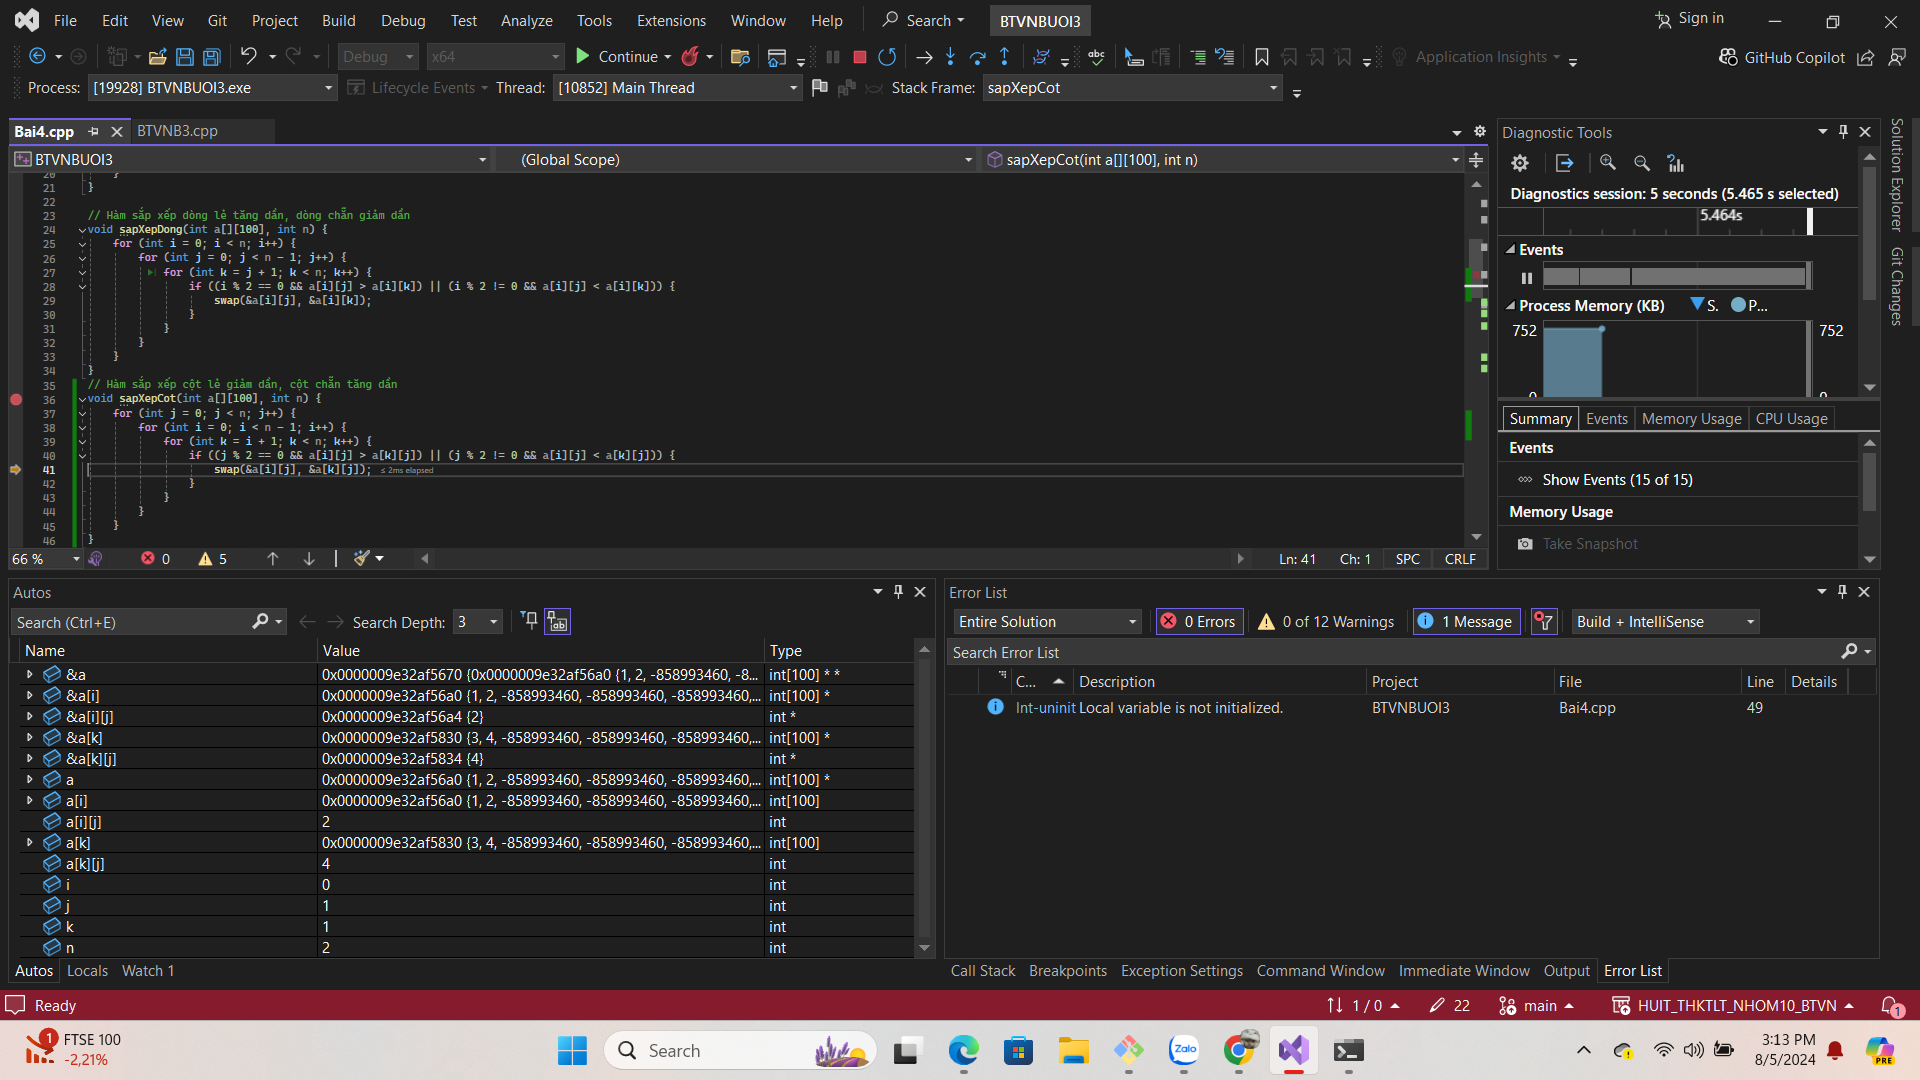 File Edit View Git Project Build Debug Test Analyze Tools Extensions Window Help Search BTVNBUOI3 Sign in
Debug x64 Continue Application Insights GitHub Copilot
Process: [19928] BTVNBUOI3.exe Lifecycle Events Thread: [10852] Main Thread Stack Frame: sapXepCot
Bai4.cpp BTVNB3.cpp
BTVNBUOI3 (Global Scope) sapXepCot(int a[][100], int n)
20 }
21 }
22
23 // Hàm sắp xếp dòng lẻ tăng dần, dòng chẵn giảm dần
24 void sapXepDong(int a[][100], int n) {
25 for (int i = 0; i < n; i++) {
26 for (int j = 0; j < n - 1; j++) {
27 for (int k = j + 1; k < n; k++) {
28 if ((i % 2 == 0 && a[i][j] > a[i][k]) || (i % 2 != 0 && a[i][j] < a[i][k])) {
29 swap(&a[i][j], &a[i][k]);
30 }
31 }
32 }
33 }
34 }
35 // Hàm sắp xếp cột lẻ giảm dần, cột chẵn tăng dần
36 void sapXepCot(int a[][100], int n) {
37 for (int j = 0; j < n; j++) {
38 for (int i = 0; i < n - 1; i++) {
39 for (int k = i + 1; k < n; k++) {
40 if ((j % 2 == 0 && a[i][j] > a[k][j]) || (j % 2 != 0 && a[i][j] < a[k][j])) {
41 swap(&a[i][j], &a[k][j]); ≤ 2ms elapsed
42 }
43 }
44 }
45 }
46 }
66 % 0 5 Ln: 41 Ch: 1 SPC CRLF
Diagnostic Tools
Diagnostics session: 5 seconds (5.465 s selected)
5.464s
Events
Process Memory (KB) S. P...
752 752
0 0
Summary Events Memory Usage CPU Usage
Events
Show Events (15 of 15)
Memory Usage
Take Snapshot
Solution Explorer
Git Changes
Autos
Search (Ctrl+E) Search Depth: 3
Name Value Type
&a 0x0000009e32af5670 {0x0000009e32af56a0 {1, 2, -858993460, -8... int[100] * *
&a[i] 0x0000009e32af56a0 {1, 2, -858993460, -858993460, -858993460,... int[100] *
&a[i][j] 0x0000009e32af56a4 {2} int *
&a[k] 0x0000009e32af5830 {3, 4, -858993460, -858993460, -858993460,... int[100] *
&a[k][j] 0x0000009e32af5834 {4} int *
a 0x0000009e32af56a0 {1, 2, -858993460, -858993460, -858993460,... int[100] *
a[i] 0x0000009e32af56a0 {1, 2, -858993460, -858993460, -858993460,... int[100]
a[i][j] 2 int
a[k] 0x0000009e32af5830 {3, 4, -858993460, -858993460, -858993460,... int[100]
a[k][j] 4 int
i 0 int
j 1 int
k 1 int
n 2 int
Autos Locals Watch 1
Error List
Entire Solution 0 Errors 0 of 12 Warnings 1 Message Build + IntelliSense
Search Error List
C... Description Project File Line Details
Int-uninit Local variable is not initialized. BTVNBUOI3 Bai4.cpp 49
Call Stack Breakpoints Exception Settings Command Window Immediate Window Output Error List
Ready 1 / 0 22 main HUIT_THKTLT_NHOM10_BTVN 1
1 FTSE 100
-2,21%
Search
Zalo
3:13 PM
8/5/2024
PRE